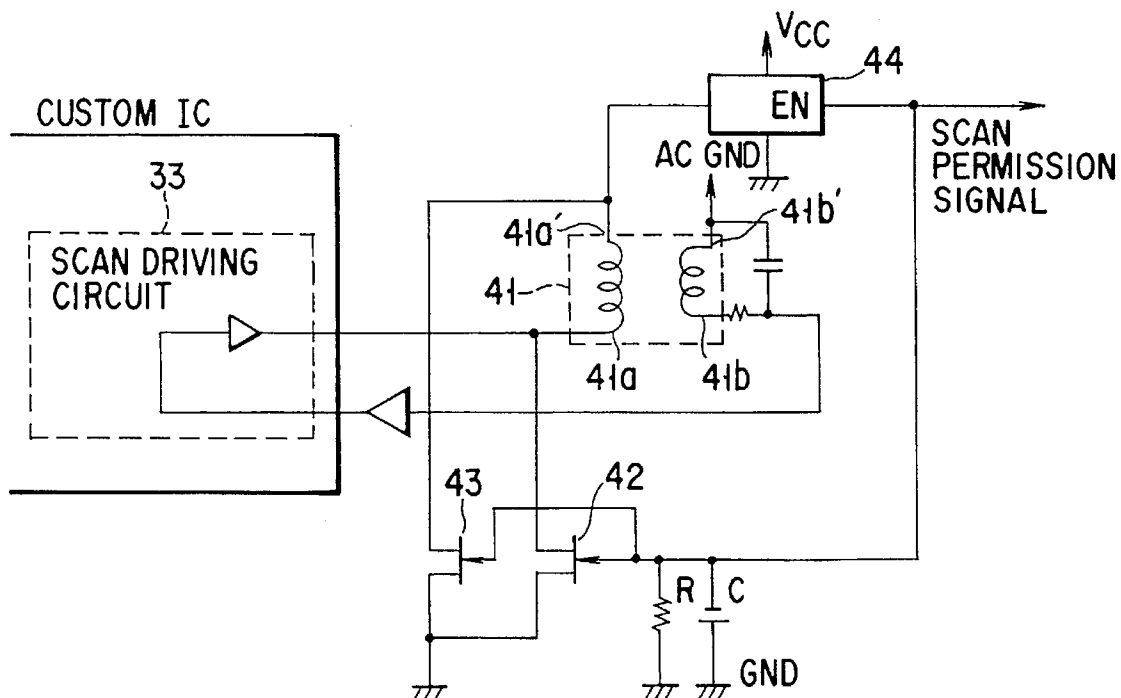 VCC
44
EN
CUSTOM IC
SCAN
PERMISSION
SIGNAL
AC GND
33
41a'
41b'
SCAN DRIVING
CIRCUIT
41
41a
41b
43
42
R
C
GND